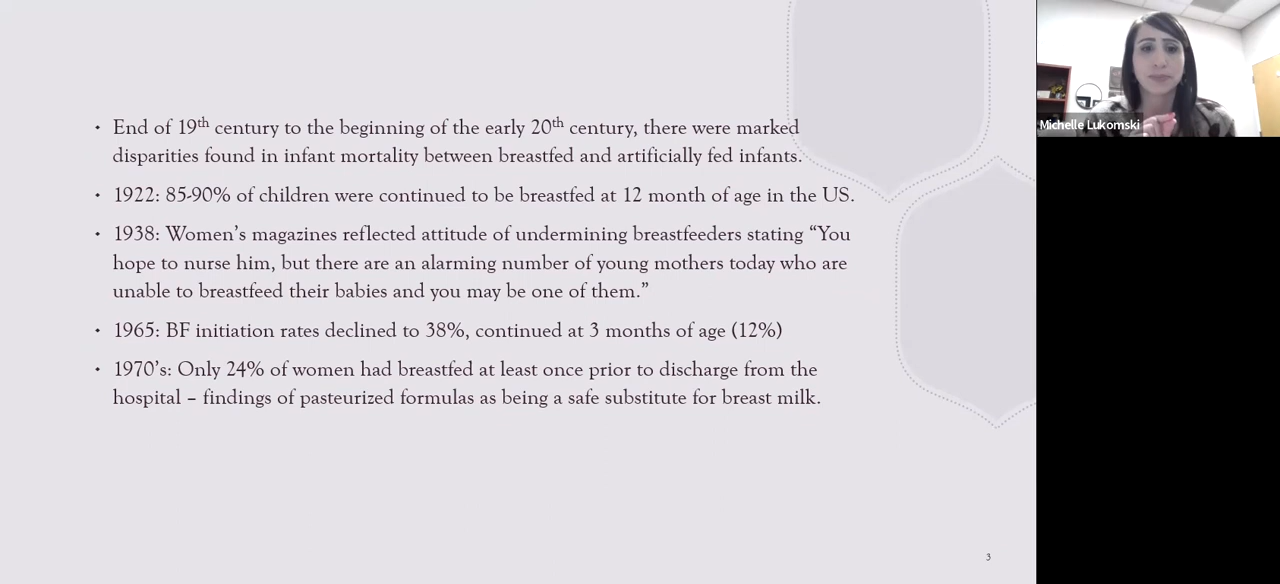 • End of 19th century to the beginning of the early 20th century, there were marked
disparities found in infant mortality between breastfed and artificially fed infants.
• 1922: 85-90% of children were continued to be breastfed at 12 month of age in the US.
• 1938: Women's magazines reflected attitude of undermining breastfeeders stating “You
hope to nurse him, but there are an alarming number of young mothers today who are
unable to breastfeed their babies and you may be one of them.”
• 1965: BF initiation rates declined to 38%, continued at 3 months of age (12%)
• 1970's: Only 24% of women had breastfed at least once prior to discharge from the
hospital – findings of pasteurized formulas as being a safe substitute for breast milk.
3
Michelle Lukomski